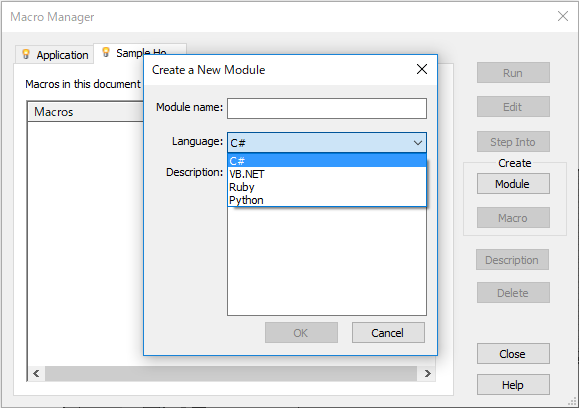 Macro Manager
Application
Sample Ho
Macros in this document
Macros
Create a New Module
Module name:
Language:
C#
C#
VB.NET
Ruby
Python
Description:
OK
Cancel
Run
Edit
Step Into
Create
Module
Macro
Description
Delete
Close
Help